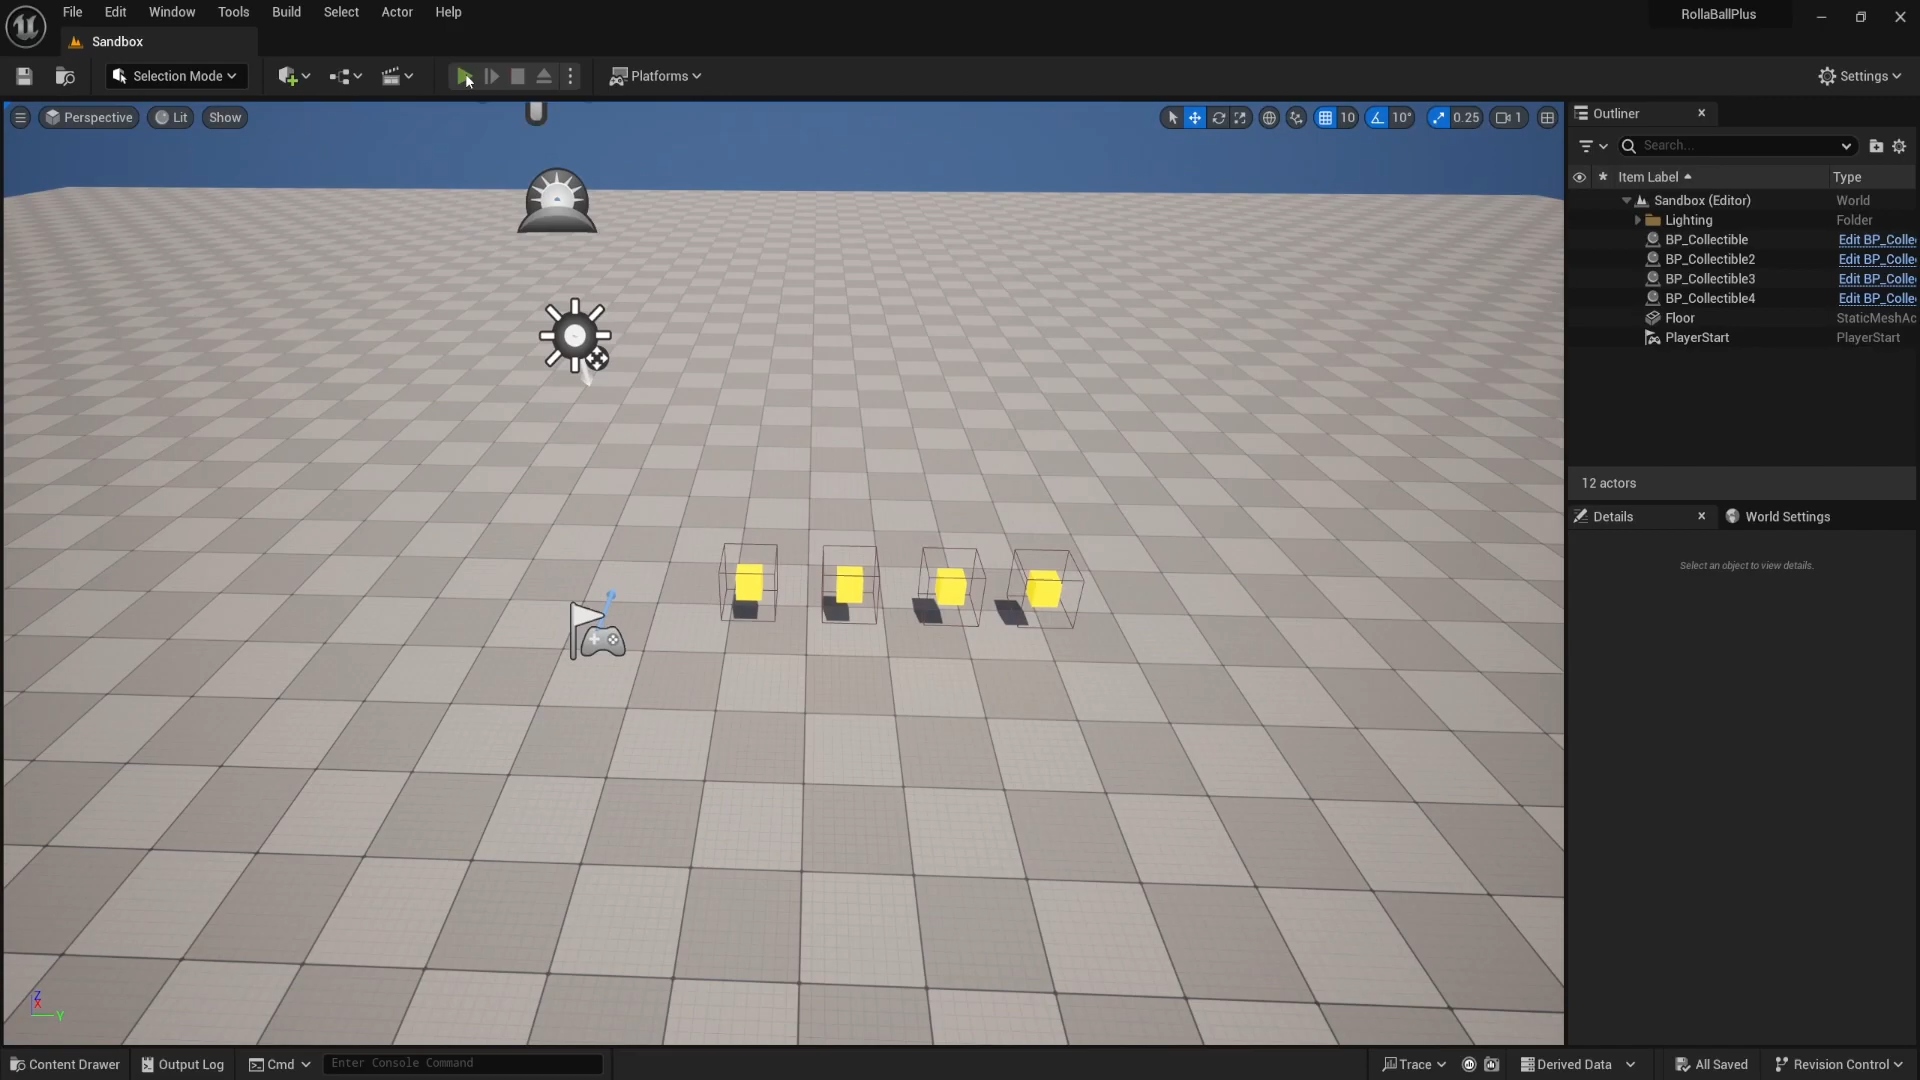 File Edit Window Tools Build Select Actor Help
RollaBallPlus
Sandbox
Selection Mode
Platforms
Settings
Perspective
Lit
Show
10
10°
0.25
1
Outliner
Search...
Item Label
Type
Sandbox (Editor)
World
Lighting
Folder
BP_Collectible
Edit BP_Colle
BP_Collectible2
Edit BP_Colle
BP_Collectible3
Edit BP_Colle
BP_Collectible4
Edit BP_Colle
Floor
StaticMeshAc
PlayerStart
PlayerStart
12 actors
Details
World Settings
Select an object to view details.
Z
X
Y
Content Drawer
Output Log
Cmd
Enter Console Command
Trace
Derived Data
All Saved
Revision Control